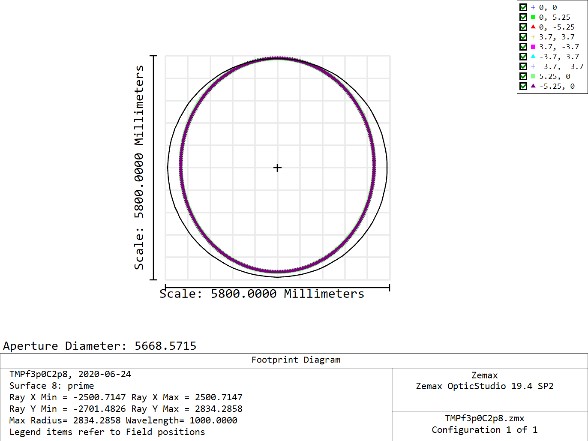 + 0, 0
0, 5.25
0, -5.25
3.7, 3.7
3.7, -3.7
-3.7, 3.7
-3.7, -3.7
5.25, 0
-5.25, 0
Scale: 5800.0000 Millimeters
Scale: 5800.0000 Millimeters
Aperture Diameter: 5668.5715
Footprint Diagram
TMPf3p0C2p8, 2020-06-24
Surface 8: prime
Ray X Min = -2500.7147 Ray X Max = 2500.7147
Ray Y Min = -2701.4826 Ray Y Max = 2834.2858
Max Radius= 2834.2858 Wavelength= 1000.0000
Legend items refer to Field positions
Zemax
Zemax OpticStudio 19.4 SP2
TMPf3p0C2p8.zmx
Configuration 1 of 1